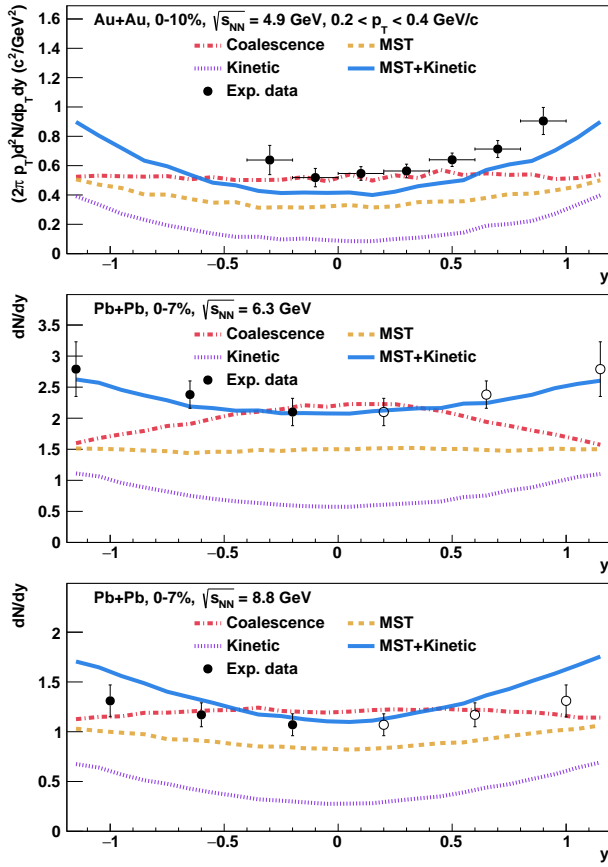 Au+Au, 0-10%, √s_NN = 4.9 GeV, 0.2 < p_T < 0.4 GeV/c
Coalescence
MST
Kinetic
MST+Kinetic
Exp. data
(2π p_T)d²N/dp_Tdy (c²/GeV²)
1.6
1.4
1.2
1
0.8
0.6
0.4
0.2
0
−1
−0.5
0
0.5
1
y
Pb+Pb, 0-7%, √s_NN = 6.3 GeV
Coalescence
MST
Kinetic
MST+Kinetic
Exp. data
dN/dy
3.5
3
2.5
2
1.5
1
0.5
0
−1
−0.5
0
0.5
1
y
Pb+Pb, 0-7%, √s_NN = 8.8 GeV
Coalescence
MST
Kinetic
MST+Kinetic
Exp. data
dN/dy
2
1.5
1
0.5
0
−1
−0.5
0
0.5
1
y